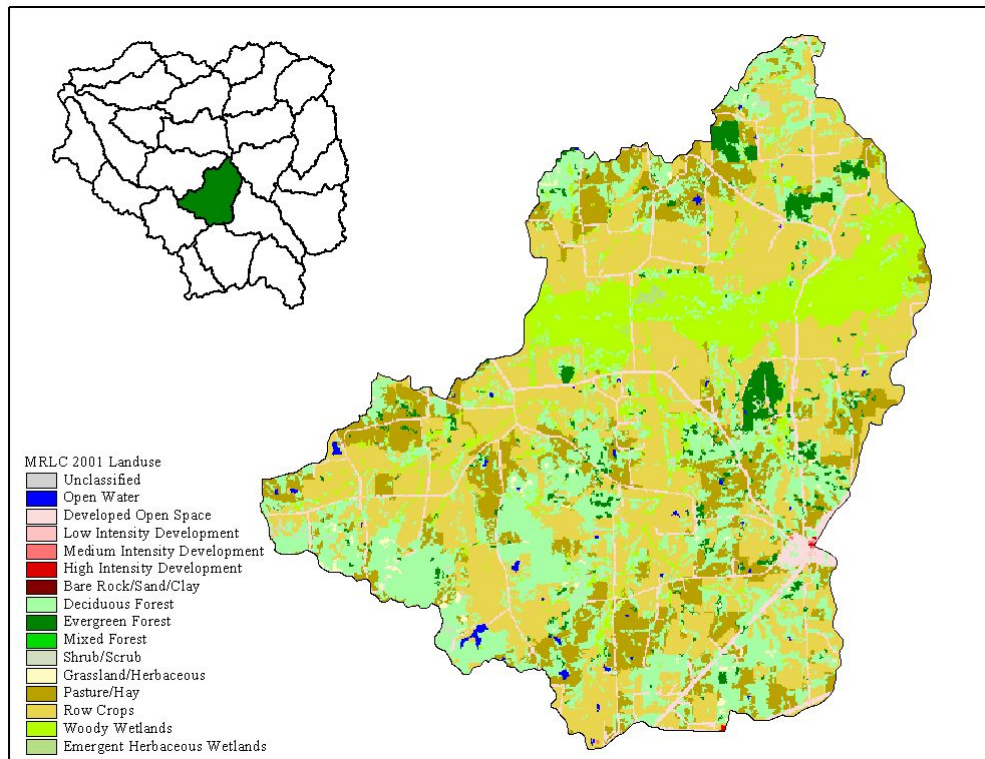 MRLC 2001 Landuse
Unclassified
Open Water
Developed Open Space
Low Intensity Development
Medium Intensity Development
High Intensity Development
Bare Rock/Sand/Clay
Deciduous Forest
Evergreen Forest
Mixed Forest
Shrub/Scrub
Grassland/Herbaceous
Pasture/Hay
Row Crops
Woody Wetlands
Emergent Herbaceous Wetlands